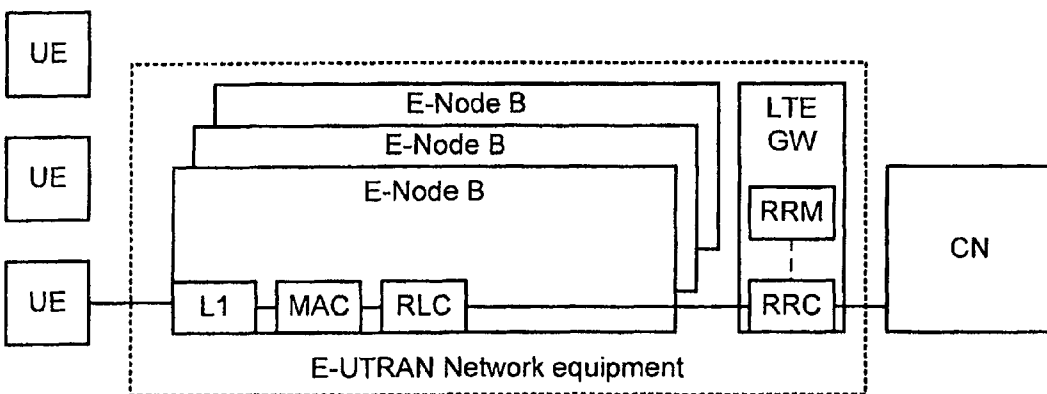 UE
UE
UE
E-Node B
E-Node B
E-Node B
L1
MAC
RLC
LTE
GW
RRM
RRC
CN
E-UTRAN Network equipment